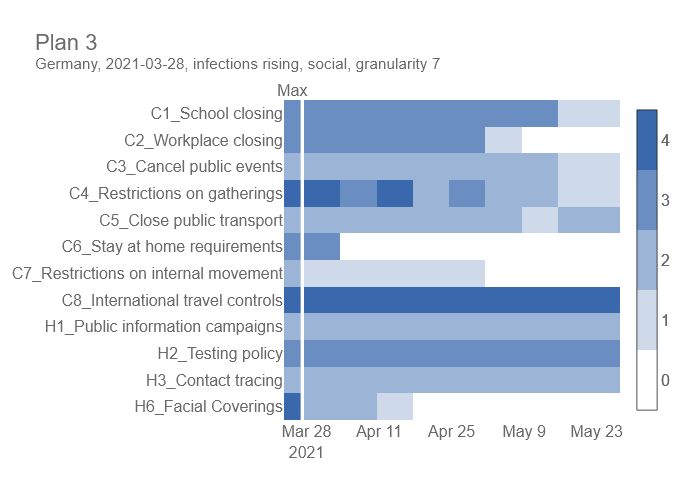 Plan 3
Germany, 2021-03-28, infections rising, social, granularity 7
Max
C1_School closing
C2_Workplace closing
C3_Cancel public events
C4_Restrictions on gatherings
C5_Close public transport
C6_Stay at home requirements
C7_Restrictions on internal movement
C8_International travel controls
H1_Public information campaigns
H2_Testing policy
H3_Contact tracing
H6_Facial Coverings
Mar 28 Apr 11 Apr 25 May 9 May 23
2021
4
3
2
1
0